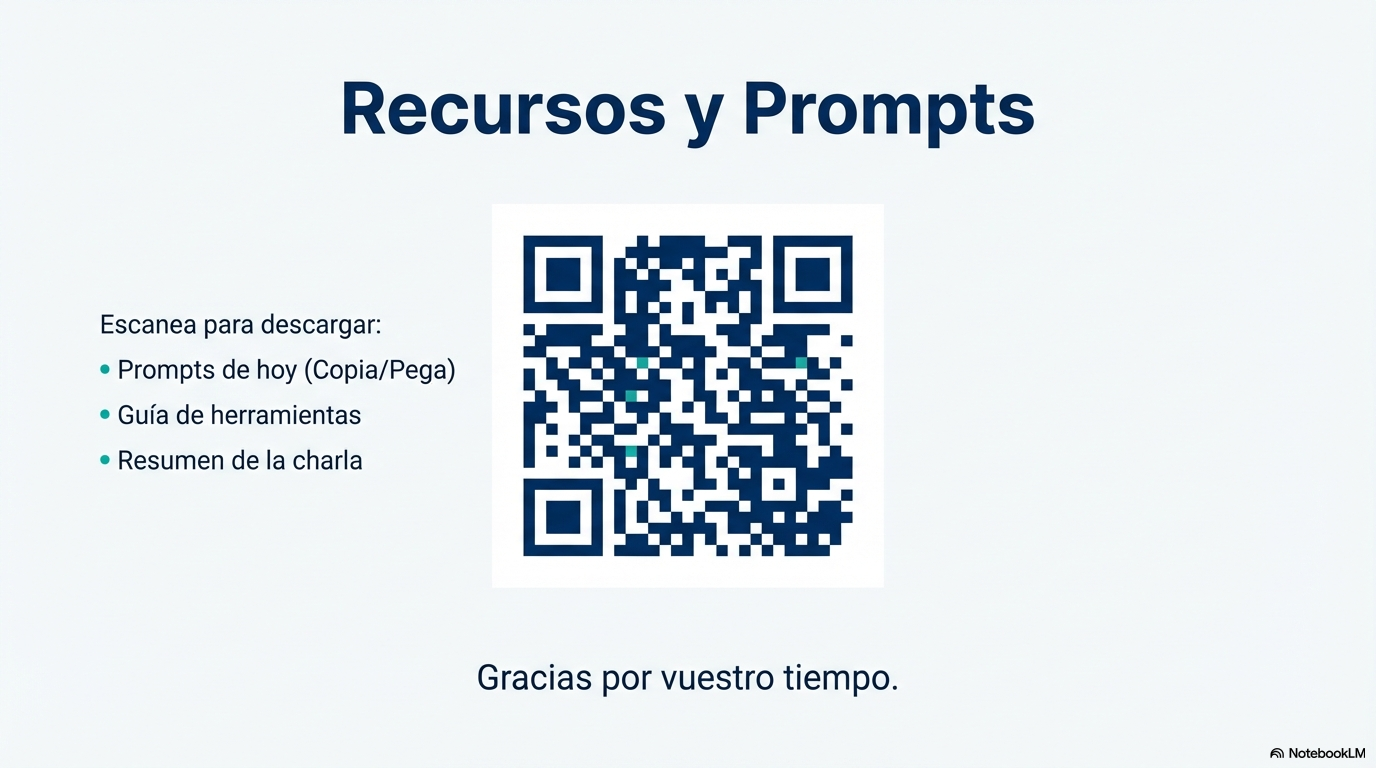 Recursos y Prompts
Escanea para descargar:
• Prompts de hoy (Copia/Pega)
• Guía de herramientas
• Resumen de la charla
Gracias por vuestro tiempo.
NotebookLM